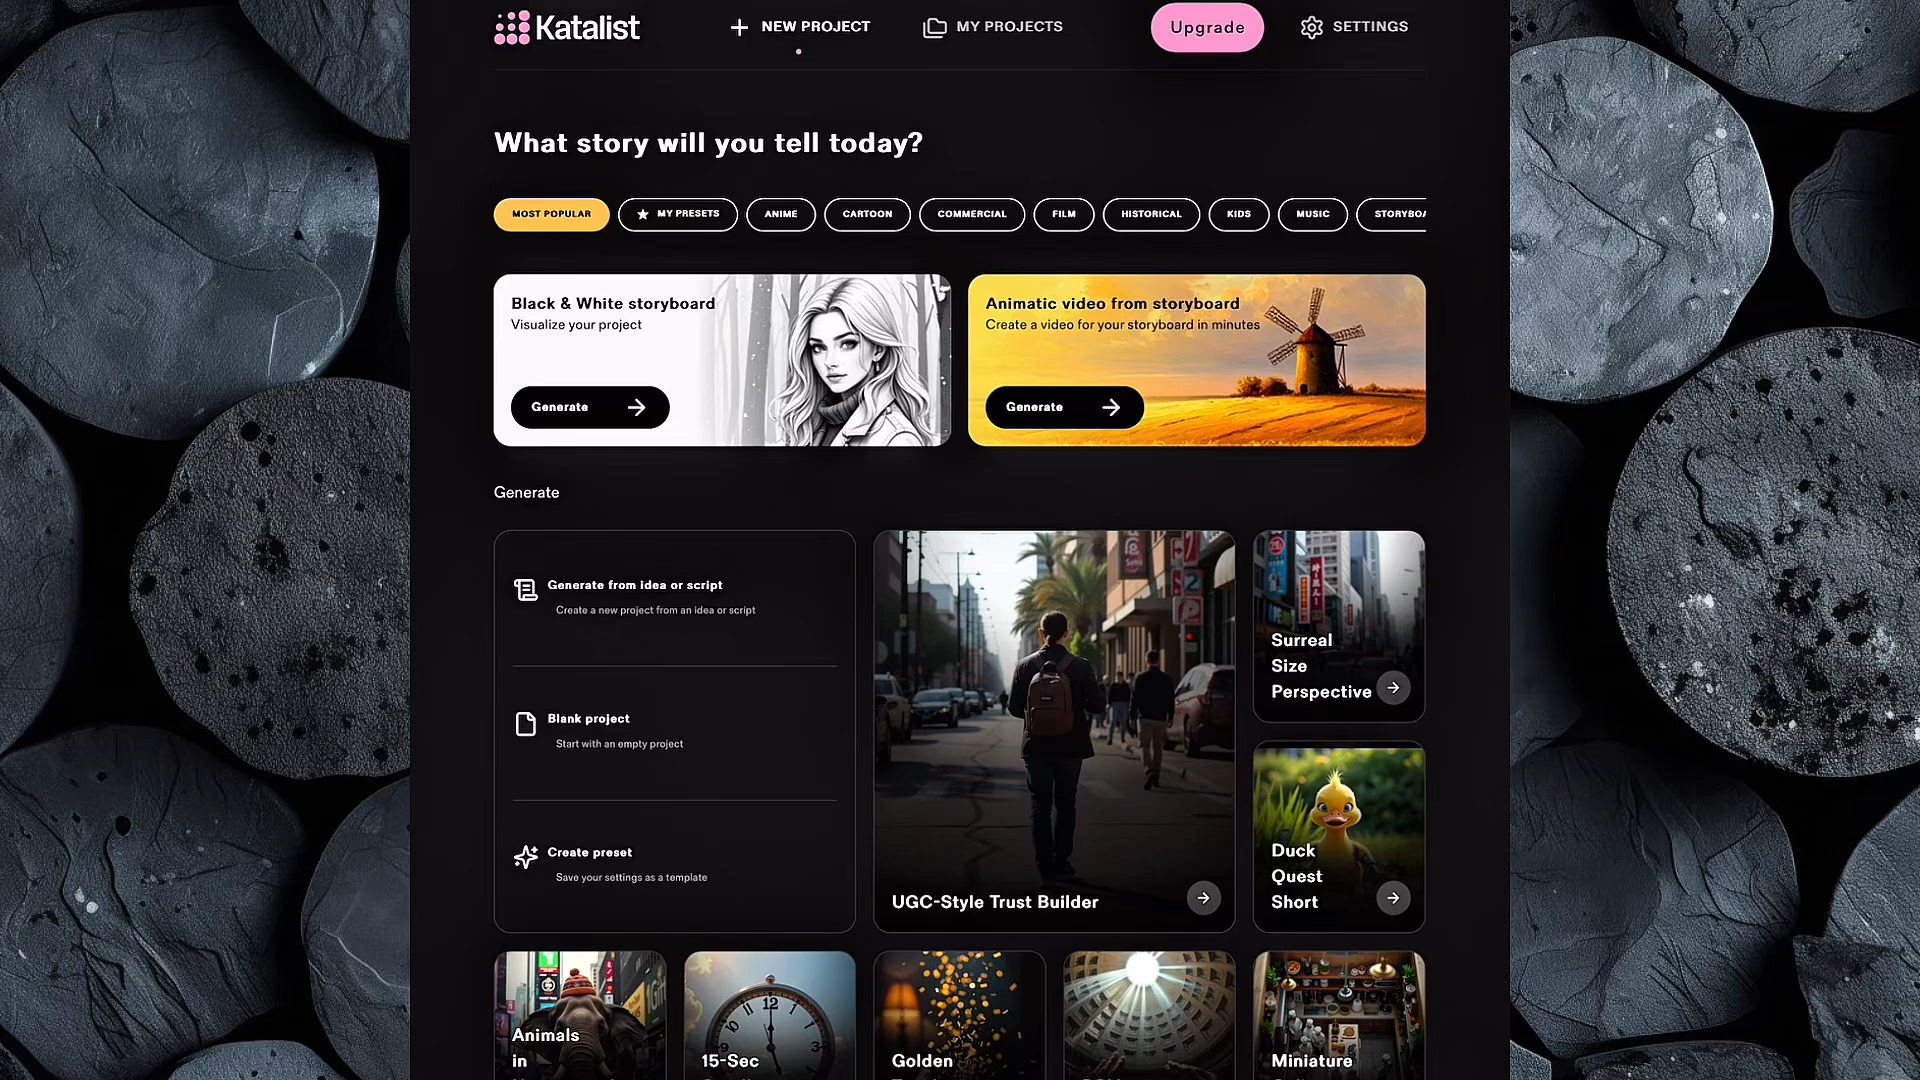 Katalist
NEW PROJECT
MY PROJECTS
Upgrade
SETTINGS
What story will you tell today?
MOST POPULAR
MY PRESETS
ANIME
CARTOON
COMMERCIAL
FILM
HISTORICAL
KIDS
MUSIC
STORYBOA
Black & White storyboard
Visualize your project
Generate
Animatic video from storyboard
Create a video for your storyboard in minutes
Generate
Generate
Generate from idea or script
Create a new project from an idea or script
Blank project
Start with an empty project
Create preset
Save your settings as a template
UGC-Style Trust Builder
Surreal
Size
Perspective
Duck
Quest
Short
Animals
in
15-Sec
Golden
Miniature